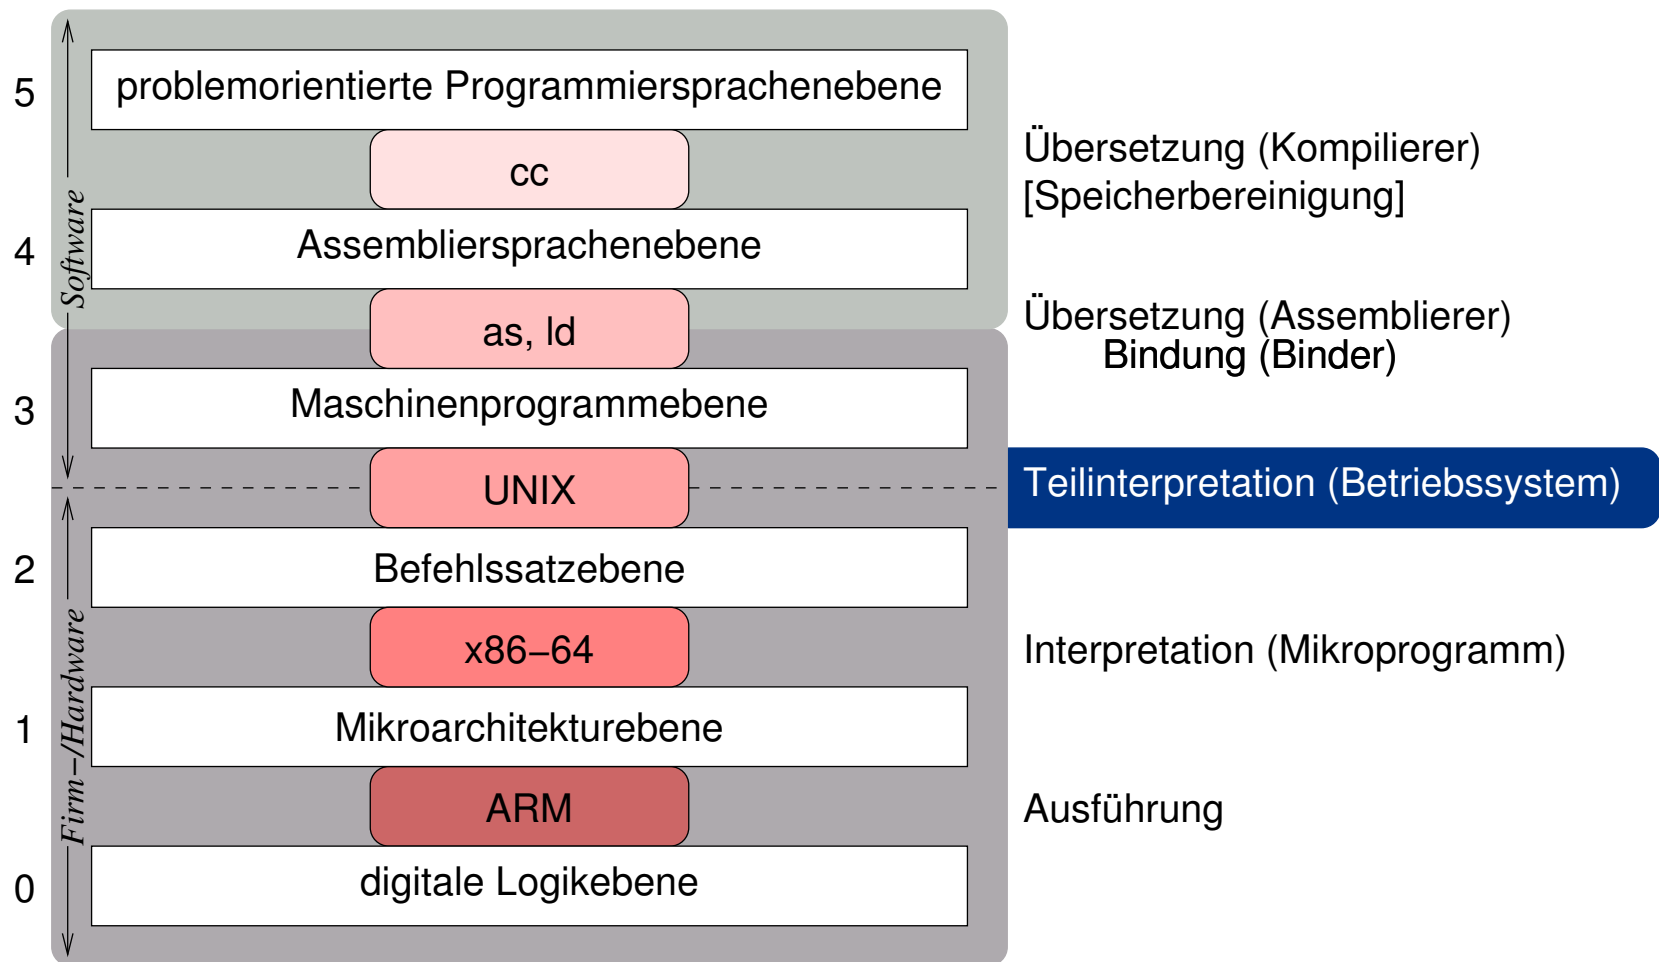 5
problemorientierte Programmiersprachenebene
cc
Übersetzung (Kompilierer)
[Speicherbereinigung]
4
Assembliersprachenebene
Software
as, ld
Übersetzung (Assemblierer)
Bindung (Binder)
3
Maschinenprogrammebene
UNIX
Teilinterpretation (Betriebssystem)
2
Befehlssatzebene
x86–64
Interpretation (Mikroprogramm)
1
Mikroarchitekturebene
Firm–/Hardware
ARM
Ausführung
0
digitale Logikebene